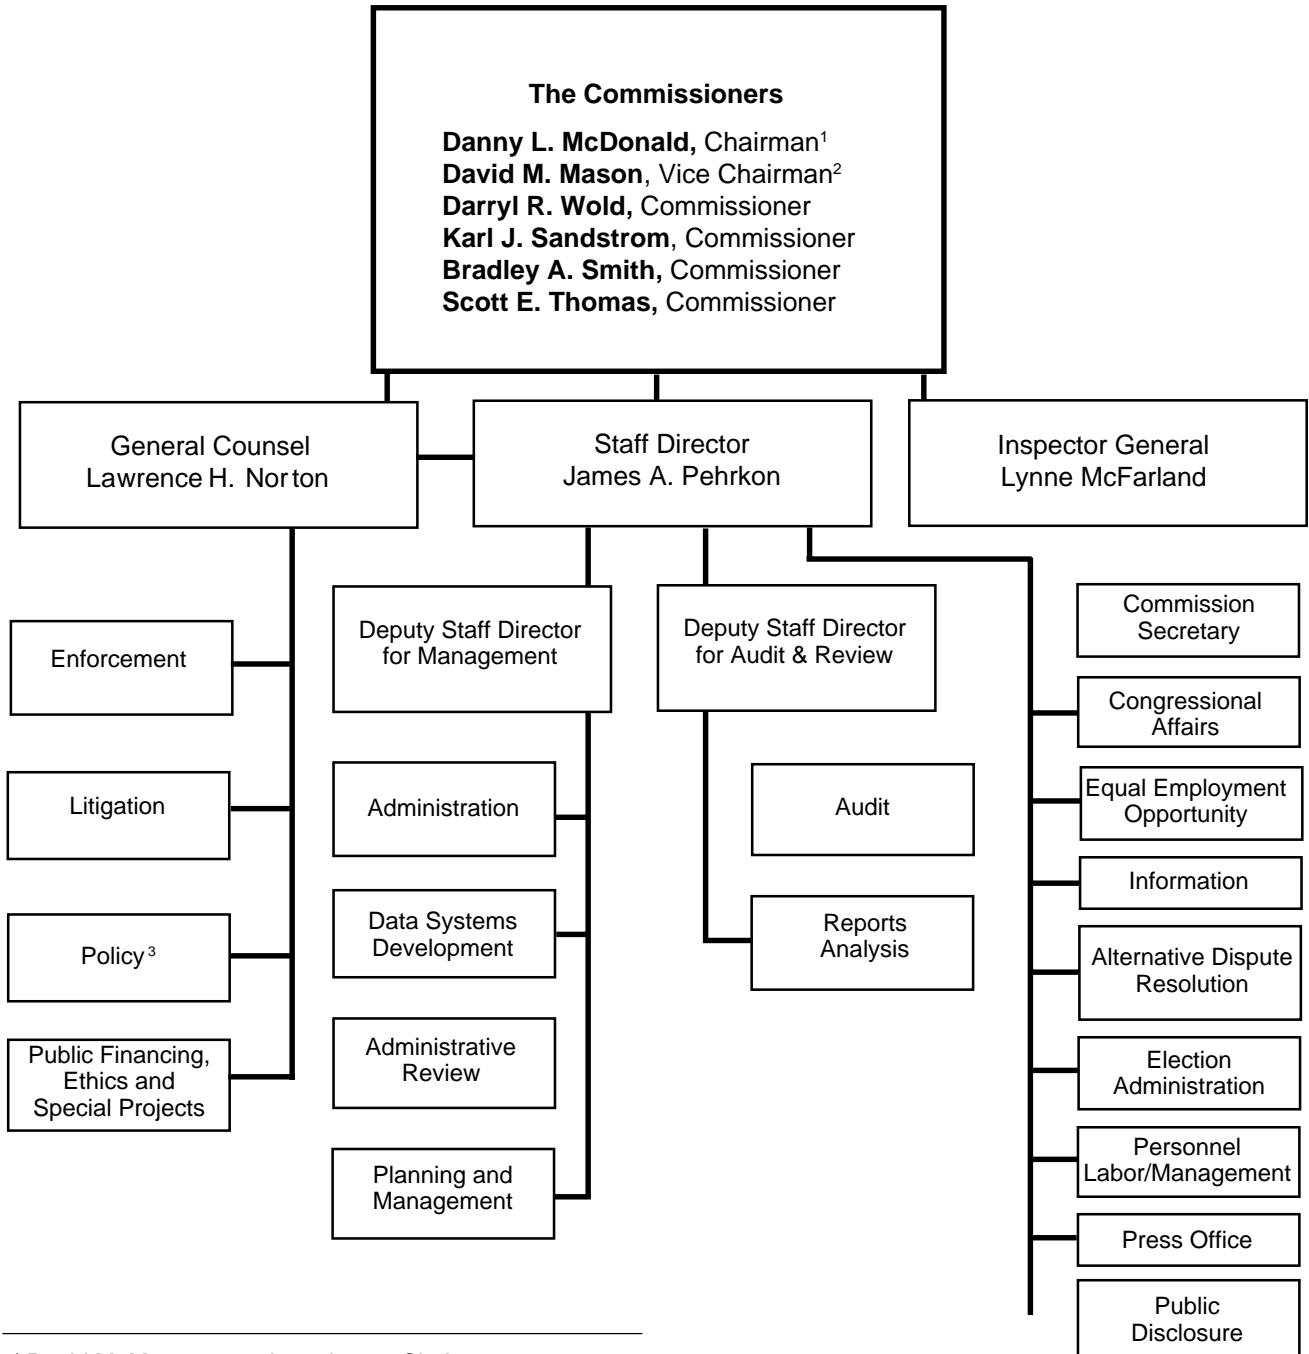 The Commissioners
Danny L. McDonald, Chairman¹
David M. Mason, Vice Chairman²
Darryl R. Wold, Commissioner
Karl J. Sandstrom, Commissioner
Bradley A. Smith, Commissioner
Scott E. Thomas, Commissioner
General Counsel
Lawrence H. Norton
Staff Director
James A. Pehrkon
Inspector General
Lynne McFarland
Enforcement
Litigation
Policy³
Public Financing,
Ethics and
Special Projects
Deputy Staff Director
for Management
Administration
Data Systems
Development
Administrative
Review
Planning and
Management
Deputy Staff Director
for Audit & Review
Audit
Reports
Analysis
Commission
Secretary
Congressional
Affairs
Equal Employment
Opportunity
Information
Alternative Dispute
Resolution
Election
Administration
Personnel
Labor/Management
Press Office
Public
Disclosure